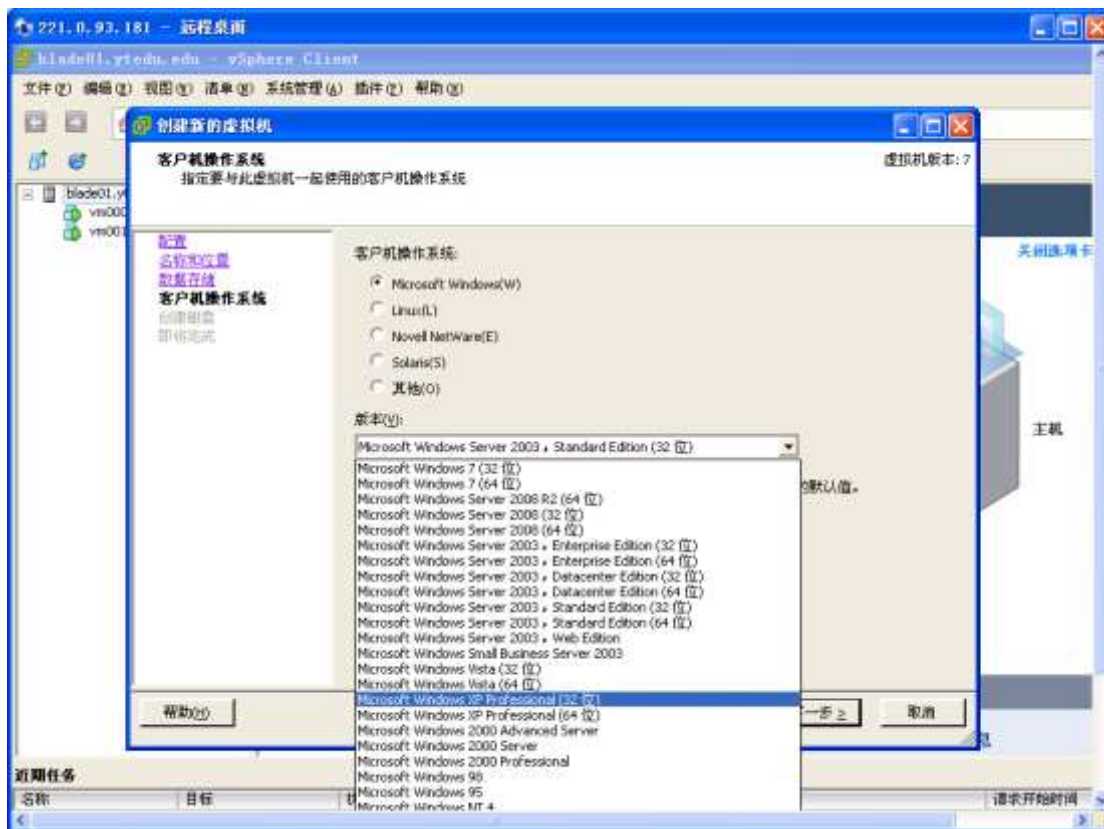 221.0.93.181 - 远程桌面
blade01.ytedu.edu - vSphere Client
文件(F) 编辑(E) 视图(V) 清单(N) 系统管理(A) 插件(P) 帮助(H)
创建新的虚拟机
客户机操作系统
指定要与此虚拟机一起使用的客户机操作系统
虚拟机版本: 7
blade01.y
vm000
vm001
配置
名称和位置
数据存储
客户机操作系统
创建磁盘
即将完成
客户机操作系统:
Microsoft Windows(W)
Linux(L)
Novell NetWare(E)
Solaris(S)
其他(O)
版本(V):
Microsoft Windows Server 2003，Standard Edition (32 位)
Microsoft Windows 7 (32 位)
Microsoft Windows 7 (64 位)
Microsoft Windows Server 2008 R2 (64 位)
Microsoft Windows Server 2008 (32 位)
Microsoft Windows Server 2008 (64 位)
Microsoft Windows Server 2003，Enterprise Edition (32 位)
Microsoft Windows Server 2003，Enterprise Edition (64 位)
Microsoft Windows Server 2003，Datacenter Edition (32 位)
Microsoft Windows Server 2003，Datacenter Edition (64 位)
Microsoft Windows Server 2003，Standard Edition (32 位)
Microsoft Windows Server 2003，Standard Edition (64 位)
Microsoft Windows Server 2003，Web Edition
Microsoft Windows Small Business Server 2003
Microsoft Windows Vista (32 位)
Microsoft Windows Vista (64 位)
Microsoft Windows XP Professional (32 位)
Microsoft Windows XP Professional (64 位)
Microsoft Windows 2000 Advanced Server
Microsoft Windows 2000 Server
Microsoft Windows 2000 Professional
Microsoft Windows 98
Microsoft Windows 95
Microsoft Windows NT 4
的默认值。
帮助(H)
一步 ≥
取消
关闭选项卡
主机
息
近期任务
名称
目标
请求开始时间